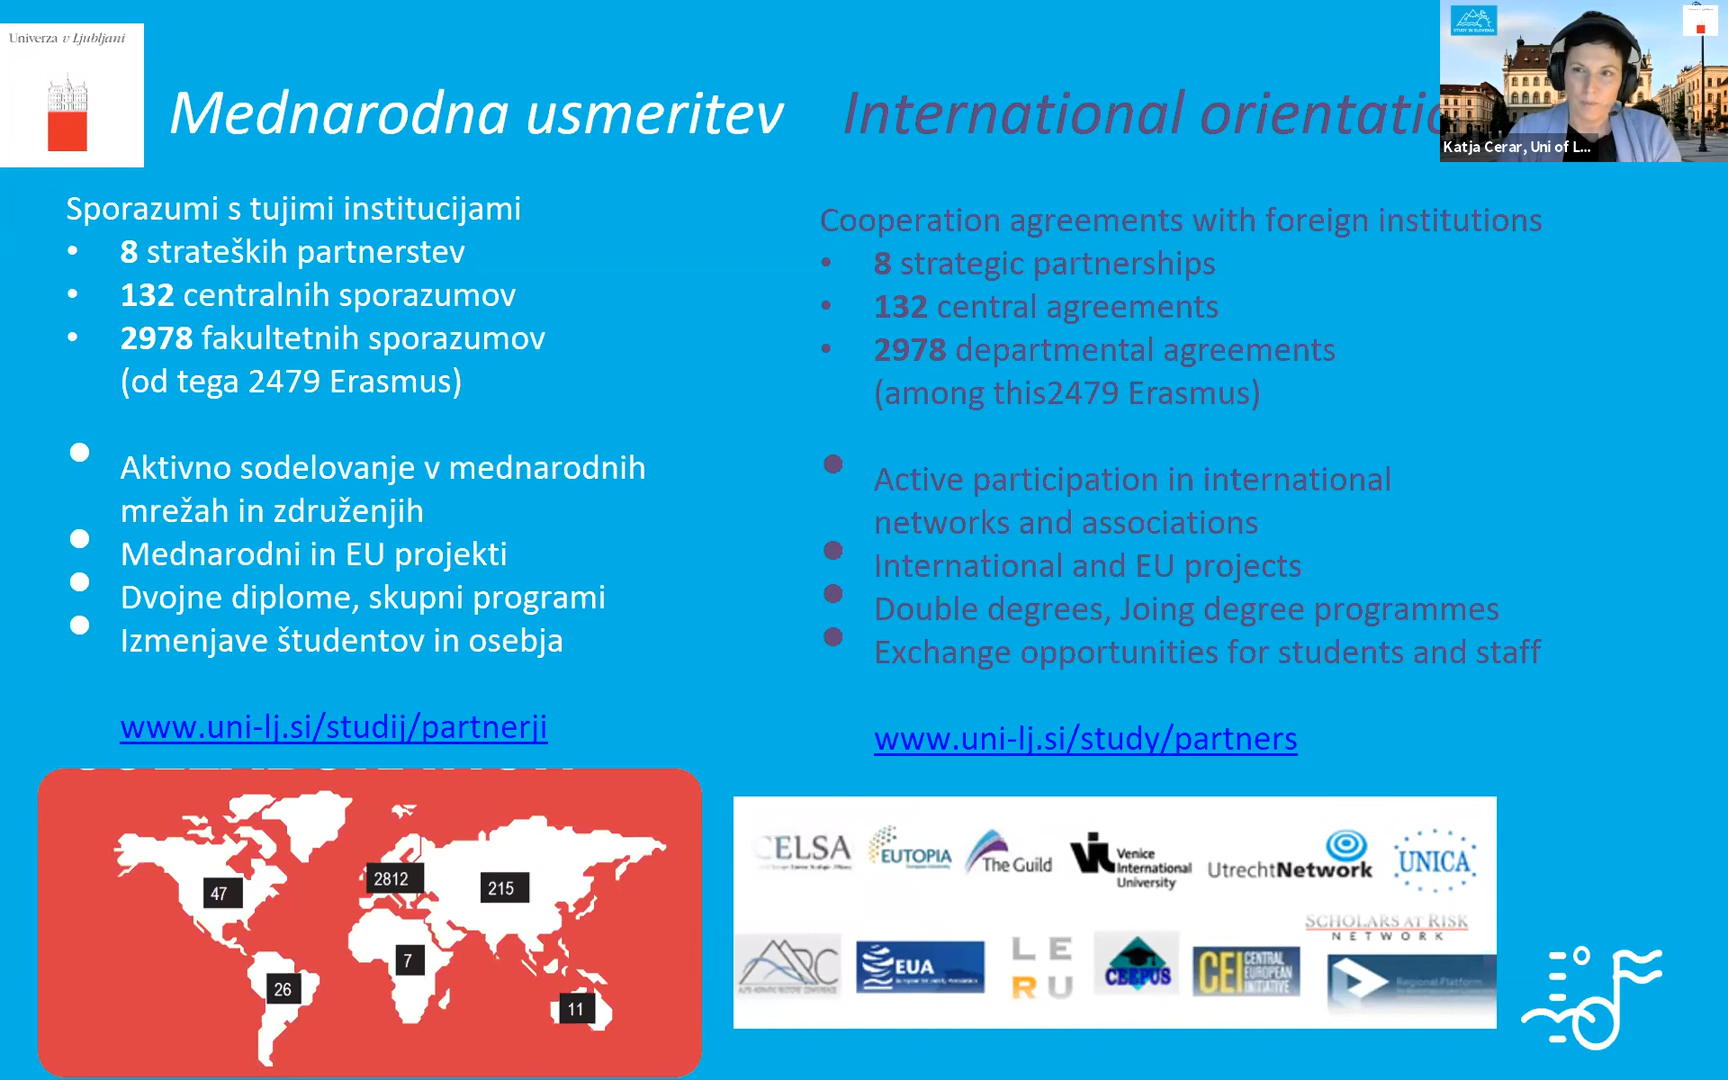 Univerza v Ljubljani
Mednarodna usmeritev
International orientatio
STUDY IN SLOVENIA
Katja Cerar, Uni of L...
Sporazumi s tujimi institucijami
• 8 strateških partnerstev
• 132 centralnih sporazumov
• 2978 fakultetnih sporazumov
(od tega 2479 Erasmus)
• Aktivno sodelovanje v mednarodnih
mrežah in združenjih
• Mednarodni in EU projekti
• Dvojne diplome, skupni programi
• Izmenjave študentov in osebja
www.uni-lj.si/studij/partnerji
Cooperation agreements with foreign institutions
• 8 strategic partnerships
• 132 central agreements
• 2978 departmental agreements
(among this2479 Erasmus)
• Active participation in international
networks and associations
• International and EU projects
• Double degrees, Joing degree programmes
• Exchange opportunities for students and staff
www.uni-lj.si/study/partners
47
2812
215
7
26
11
CELSA
EUTOPIA
The Guild
Venice
International
University
UtrechtNetwork
UNICA
SCHOLARS AT RISK
NETWORK
ARC
EUA
LE
RU
CEEPUS
CEI CENTRAL
EUROPEAN
INITIATIVE
Regional Platform